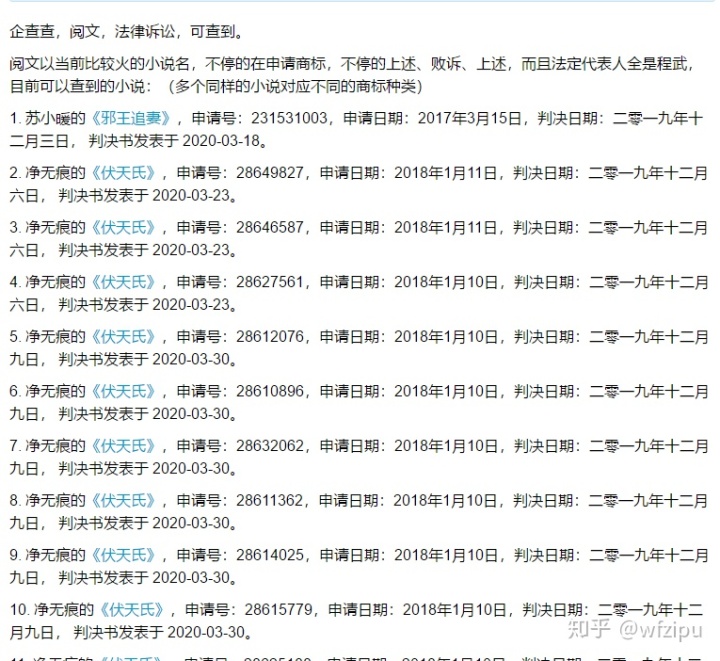 企查查，阅文，法律诉讼，可查到。
阅文以当前比较火的小说名，不停的在申请商标，不停的上述、败诉、上述，而且法定代表人全是程武，
目前可以查到的小说：（多个同样的小说对应不同的商标种类）
1. 苏小暖的《邪王追妻》，申请号：231531003，申请日期：2017年3月15日，判决日期：二零一九年十
二月三日， 判决书发表于 2020-03-18。
2. 净无痕的《伏天氏》，申请号：28649827，申请日期：2018年1月11日，判决日期：二零一九年十二月
六日， 判决书发表于 2020-03-23。
3. 净无痕的《伏天氏》，申请号：28646587，申请日期：2018年1月11日，判决日期：二零一九年十二月
六日， 判决书发表于 2020-03-23。
4. 净无痕的《伏天氏》，申请号：28627561，申请日期：2018年1月10日，判决日期：二零一九年十二月
六日， 判决书发表于 2020-03-23。
5. 净无痕的《伏天氏》，申请号：28612076，申请日期：2018年1月10日，判决日期：二零一九年十二月
九日， 判决书发表于 2020-03-30。
6. 净无痕的《伏天氏》，申请号：28610896，申请日期：2018年1月10日，判决日期：二零一九年十二月
九日， 判决书发表于 2020-03-30。
7. 净无痕的《伏天氏》，申请号：28632062，申请日期：2018年1月10日，判决日期：二零一九年十二月
九日， 判决书发表于 2020-03-30。
8. 净无痕的《伏天氏》，申请号：28611362，申请日期：2018年1月10日，判决日期：二零一九年十二月
九日， 判决书发表于 2020-03-30。
9. 净无痕的《伏天氏》，申请号：28614025，申请日期：2018年1月10日，判决日期：二零一九年十二月
九日， 判决书发表于 2020-03-30。
10. 净无痕的《伏天氏》，申请号：28615779，申请日期：2018年1月10日，判决日期：二零一九年十二
月九日， 判决书发表于 2020-03-30。
知乎 @wfzipu